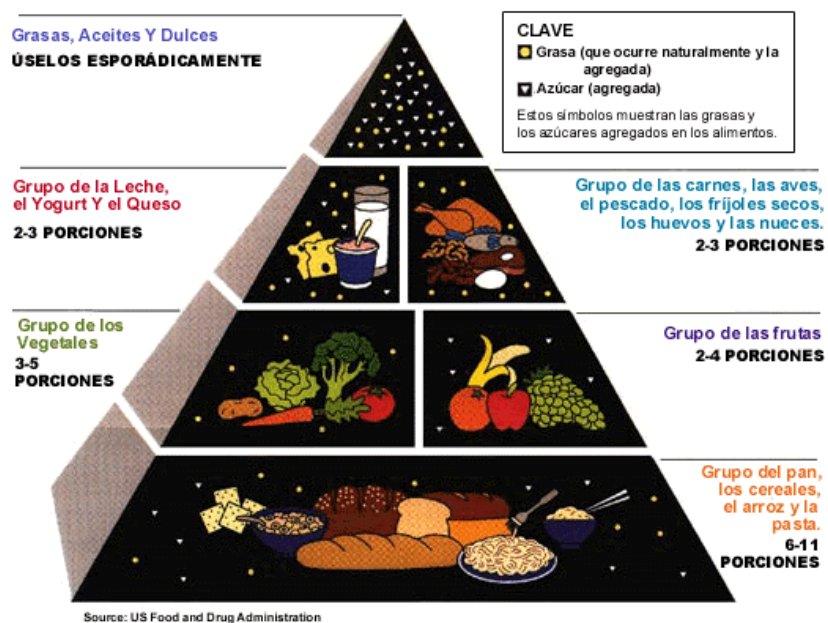 Grasas, Aceites Y Dulces
ÚSELOS ESPORÁDICAMENTE
CLAVE
Grasa (que ocurre naturalmente y la
agregada)
Azúcar (agregada)
Estos símbolos muestran las grasas y
los azúcares agregados en los alimentos.
Grupo de la Leche,
el Yogurt Y el Queso
2-3 PORCIONES
Grupo de las carnes, las aves,
el pescado, los fríjoles secos,
los huevos y las nueces.
2-3 PORCIONES
Grupo de los
Vegetales
3-5
PORCIONES
Grupo de las frutas
2-4 PORCIONES
Grupo del pan,
los cereales,
el arroz y la
pasta.
6-11
PORCIONES
Source: US Food and Drug Administration